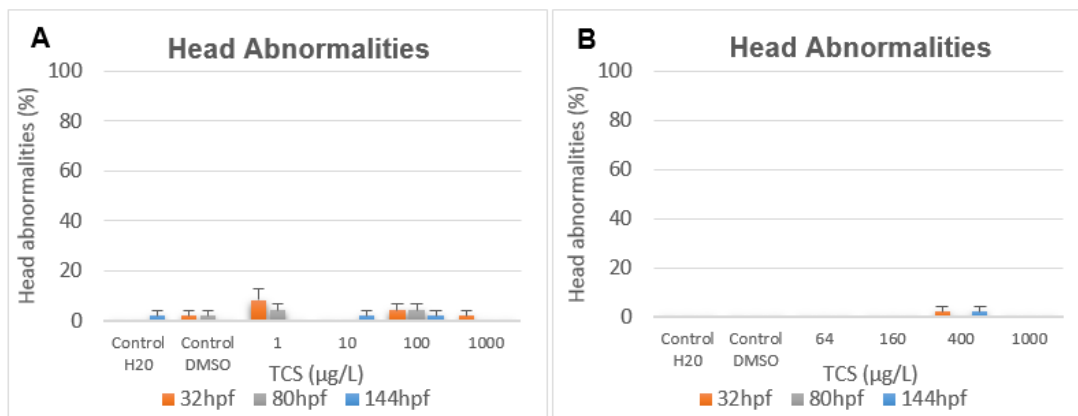 A
Head Abnormalities
Head abnormalities (%)
100
80
60
40
20
0
Control H20
Control DMSO
1
10
100
1000
TCS (µg/L)
32hpf 80hpf 144hpf
B
Head Abnormalities
Head abnormalities (%)
100
80
60
40
20
0
Control H20
Control DMSO
64
160
400
1000
TCS (µg/L)
32hpf 80hpf 144hpf